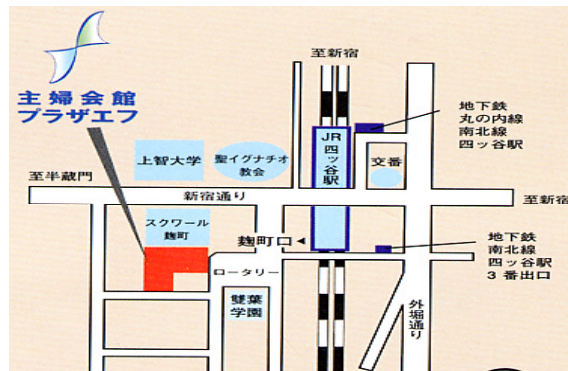 至新宿
主婦会館
プラザエフ
地下鉄
丸の内線
南北線
四ッ谷駅
JR
四ッ谷駅
上智大学
聖イグナチオ
教会
交番
至半蔵門
新宿通り
至新宿
スクワール
麹町
麹町口
地下鉄
南北線
四ッ谷駅
3番出口
ロータリー
雙葉
学園
外堀通り